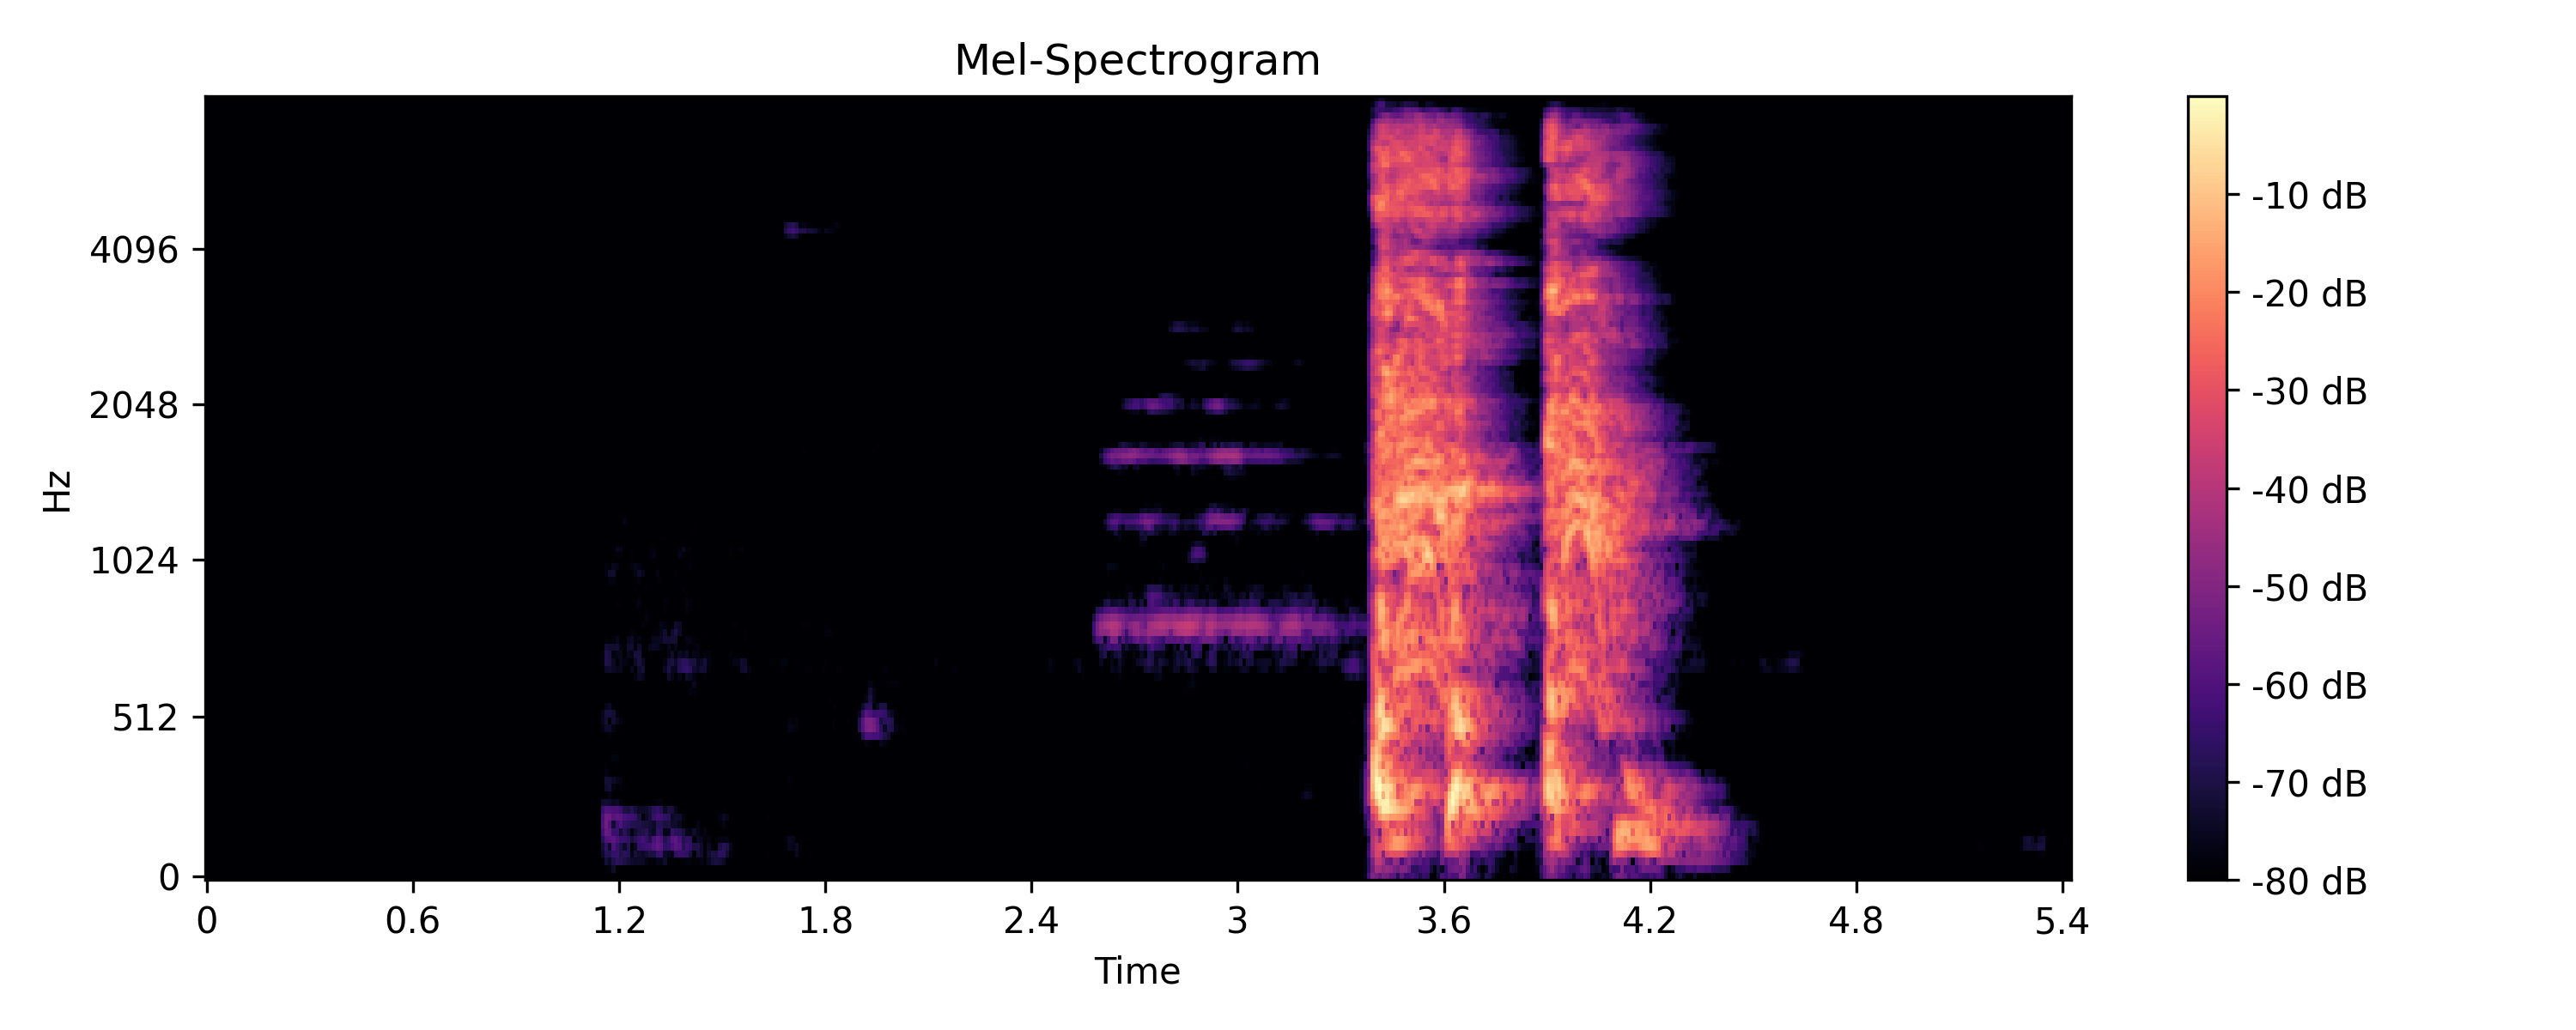 Mel-Spectrogram
Hz
4096
2048
1024
512
0
0 0.6 1.2 1.8 2.4 3 3.6 4.2 4.8 5.4
Time
-10 dB
-20 dB
-30 dB
-40 dB
-50 dB
-60 dB
-70 dB
-80 dB